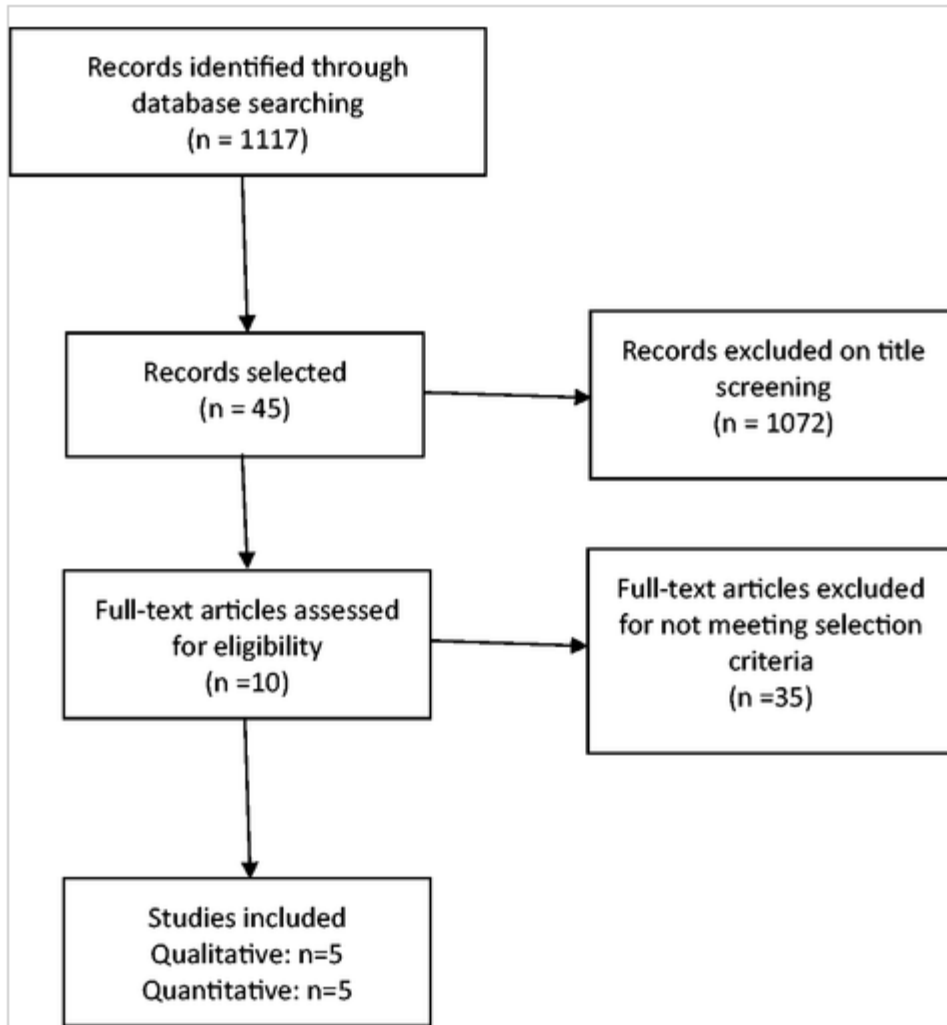 Records identified through
database searching
(n = 1117)
Records selected
(n = 45)
Records excluded on title
screening
(n = 1072)
Full-text articles assessed
for eligibility
(n =10)
Full-text articles excluded
for not meeting selection
criteria
(n =35)
Studies included
Qualitative: n=5
Quantitative: n=5